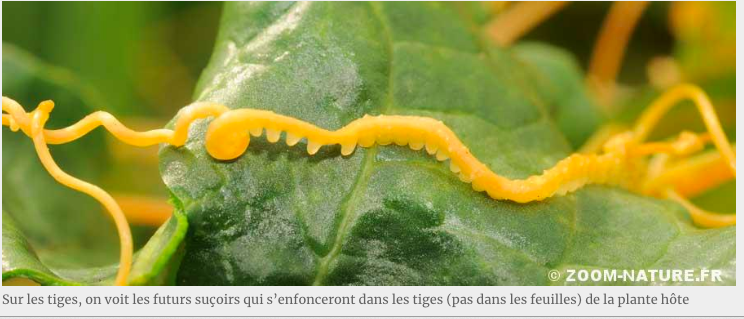 © ZOOM-NATURE.FR
Sur les tiges, on voit les futurs suçoirs qui s’enfonceront dans les tiges (pas dans les feuilles) de la plante hôte